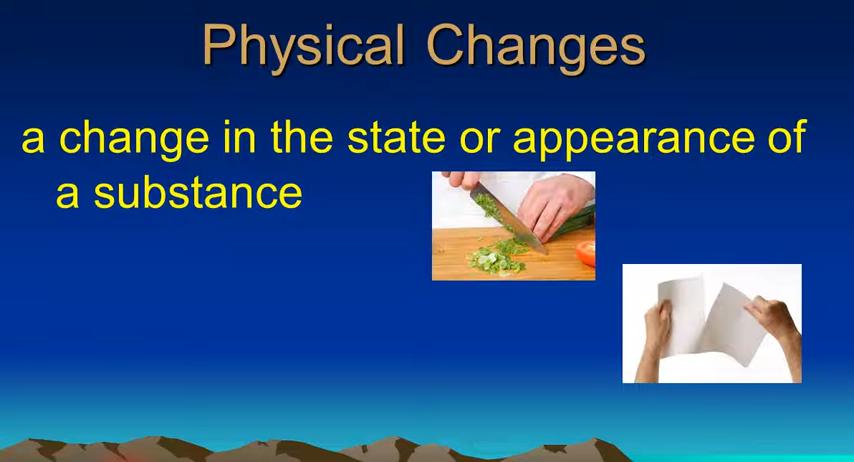 Physical Changes
a change in the state or appearance of
a substance